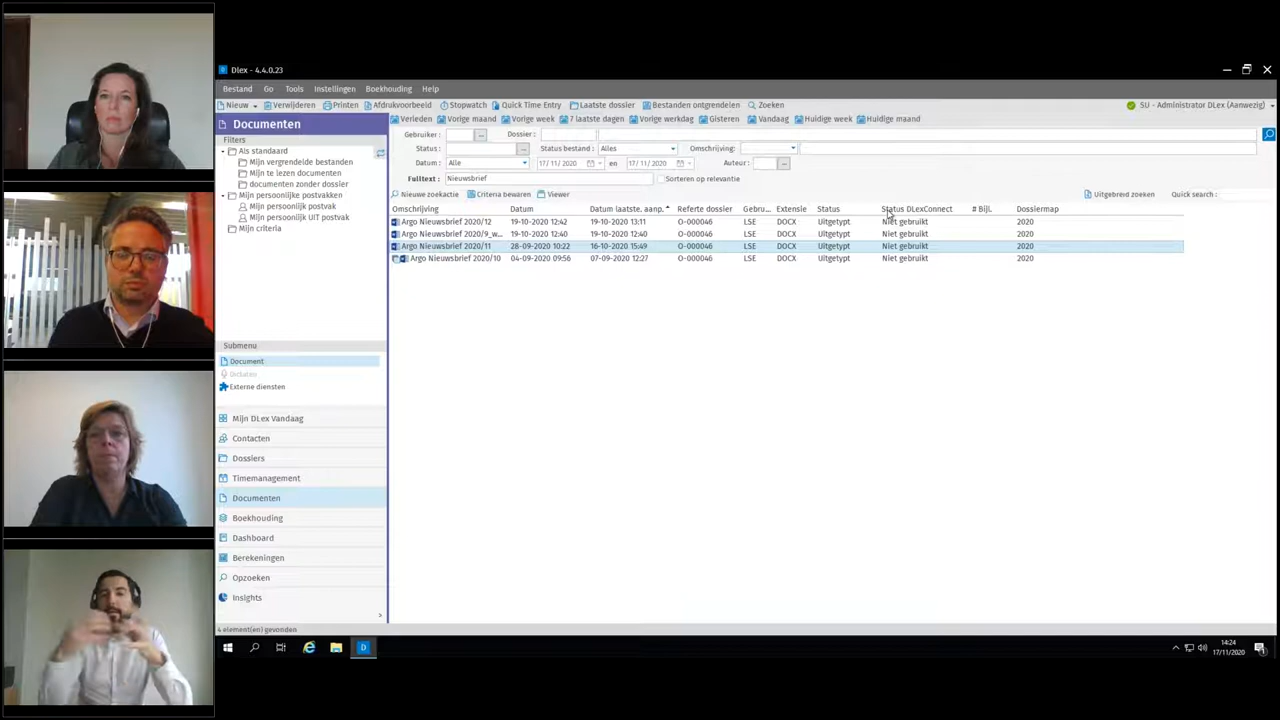 Dlex - 4.4.0.23
Bestand Go Tools Instellingen Boekhouding Help
Nieuw Verwijderen Printen Afdrukvoorbeeld Stopwatch Quick Time Entry Laatste dossier Bestanden ontgrendelen Zoeken SU - Administrator DLex (Aanwezig)
Documenten
Verleden Vorige maand Vorige week 7 laatste dagen Vorige werkdag Gisteren Vandaag Huidige week Huidige maand
Filters
Als standaard
Mijn vergrendelde bestanden
Mijn te lezen documenten
documenten zonder dossier
Mijn persoonlijke postvakken
Mijn persoonlijk postvak
Mijn persoonlijk UIT postvak
Mijn criteria
Gebruiker : ... Dossier :
Status : ... Status bestand : Alles Omschrijving :
Datum : Alle 17/ 11/ 2020 en 17/ 11/ 2020 Auteur : ...
Fulltext : Nieuwsbrief Sorteren op relevantie
Nieuwe zoekactie Criteria bewaren Viewer Uitgebreid zoeken Quick search :
Omschrijving Datum Datum laatste. aanp. Referte dossier Gebru... Extensie Status Status DLexConnect # Bijl. Dossiermap
Argo Nieuwsbrief 2020/12 19-10-2020 12:42 19-10-2020 13:11 O-000046 LSE DOCX Uitgetypt Niet gebruikt 2020
Argo Nieuwsbrief 2020/9_w... 19-10-2020 12:40 19-10-2020 12:40 O-000046 LSE DOCX Uitgetypt Niet gebruikt 2020
Argo Nieuwsbrief 2020/11 28-09-2020 10:22 16-10-2020 15:49 O-000046 LSE DOCX Uitgetypt Niet gebruikt 2020
Argo Nieuwsbrief 2020/10 04-09-2020 09:56 07-09-2020 12:27 O-000046 LSE DOCX Uitgetypt Niet gebruikt 2020
Submenu
Document
Dictaten
Externe diensten
Mijn DLex Vandaag
Contacten
Dossiers
Timemanagement
Documenten
Boekhouding
Dashboard
Berekeningen
Opzoeken
Insights
4 element(en) gevonden
14:24
17/11/2020